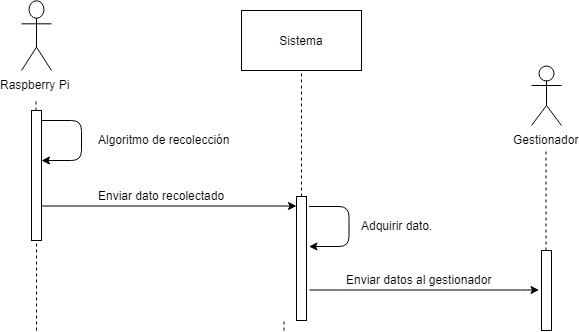 Sistema
Raspberry Pi
Gestionador
Algoritmo de recolección
Enviar dato recolectado
Adquirir dato.
Enviar datos al gestionador